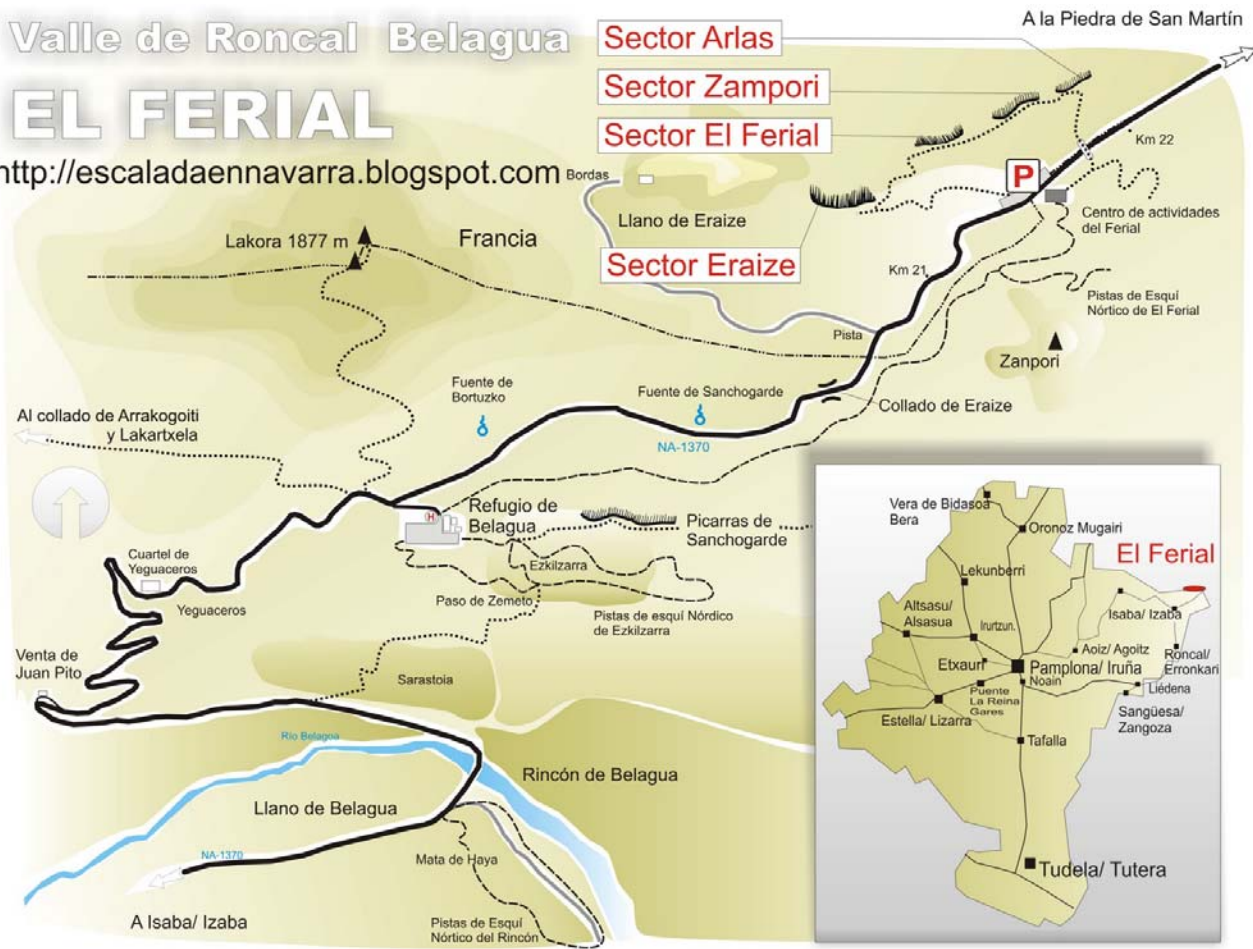 Valle de Roncal Belagua
EL FERIAL
http://escaladaennavarra.blogspot.com
Sector Arlas
Sector Zampori
Sector El Ferial
Sector Eraize
A la Piedra de San Martín
Km 22
P
Centro de actividades
del Ferial
Bordas
Llano de Eraize
Lakora 1877 m
Francia
Km 21
Pistas de Esquí
Nórtico de El Ferial
Pista
Zanpori
Fuente de
Bortuzko
Fuente de Sanchogarde
Collado de Eraize
NA-1370
Al collado de Arrakogoiti
y Lakartxela
H
Refugio de
Belagua
Picarras de
Sanchogarde
Cuartel de
Yeguaceros
Yeguaceros
Ezkilzarra
Paso de Zemeto
Pistas de esquí Nórdico
de Ezkilzarra
Venta de
Juan Pito
Sarastoia
Río Belagoa
Rincón de Belagua
Llano de Belagua
NA-1370
Mata de Haya
A Isaba/ Izaba
Pistas de Esquí
Nórtico del Rincón
Vera de Bidasoa
Bera
Oronoz Mugairi
El Ferial
Lekunberri
Isaba/ Izaba
Altsasu/
Alsasua
Irurtzun.
Aoiz/ Agoitz
Roncal/
Erronkari
Etxauri
Pamplona/ Iruña
Noain
Liédena
Puente
La Reina
Gares
Sangüesa/
Zangoza
Estella/ Lizarra
Tafalla
Tudela/ Tutera